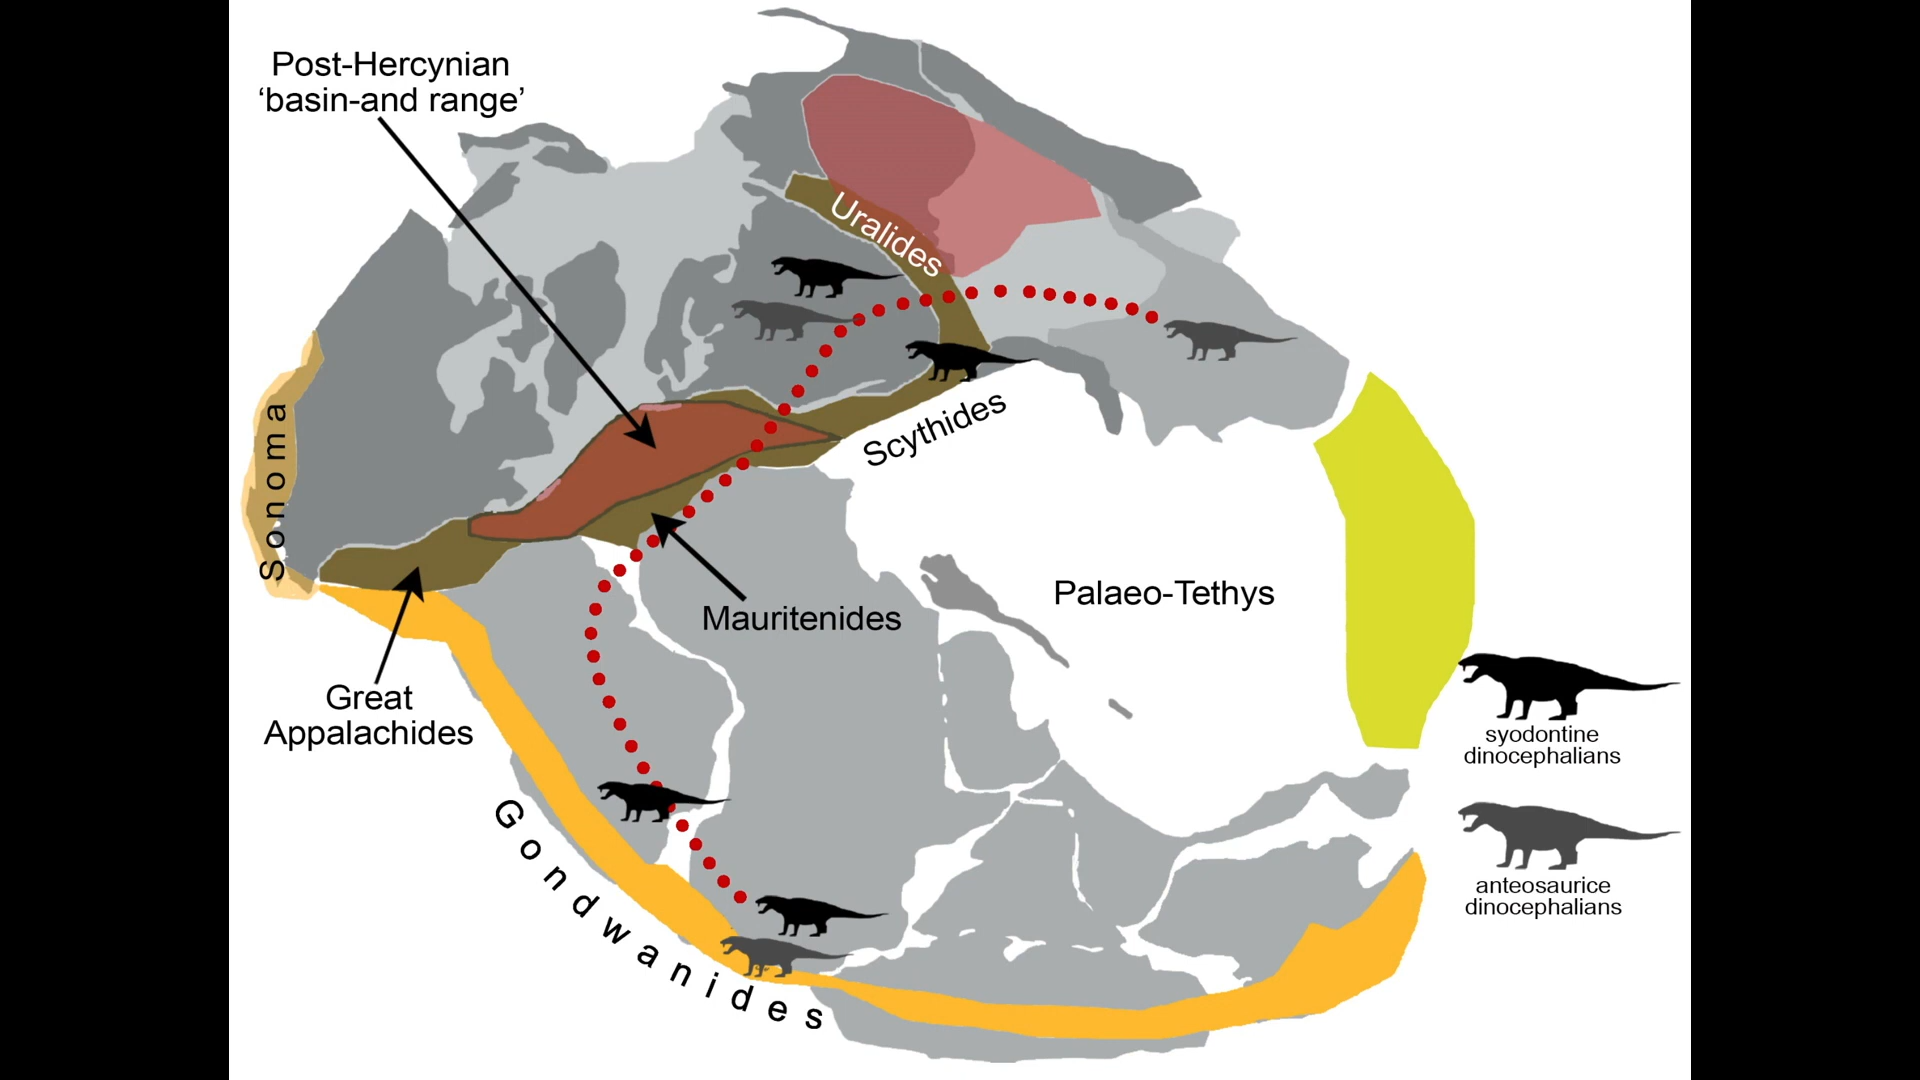 Post-Hercynian
‘basin-and range’
Uralides
Sonoma
Scythides
Palaeo-Tethys
Mauritenides
Great
Appalachides
syodontine
dinocephalians
Gondwanides
anteosaurice
dinocephalians